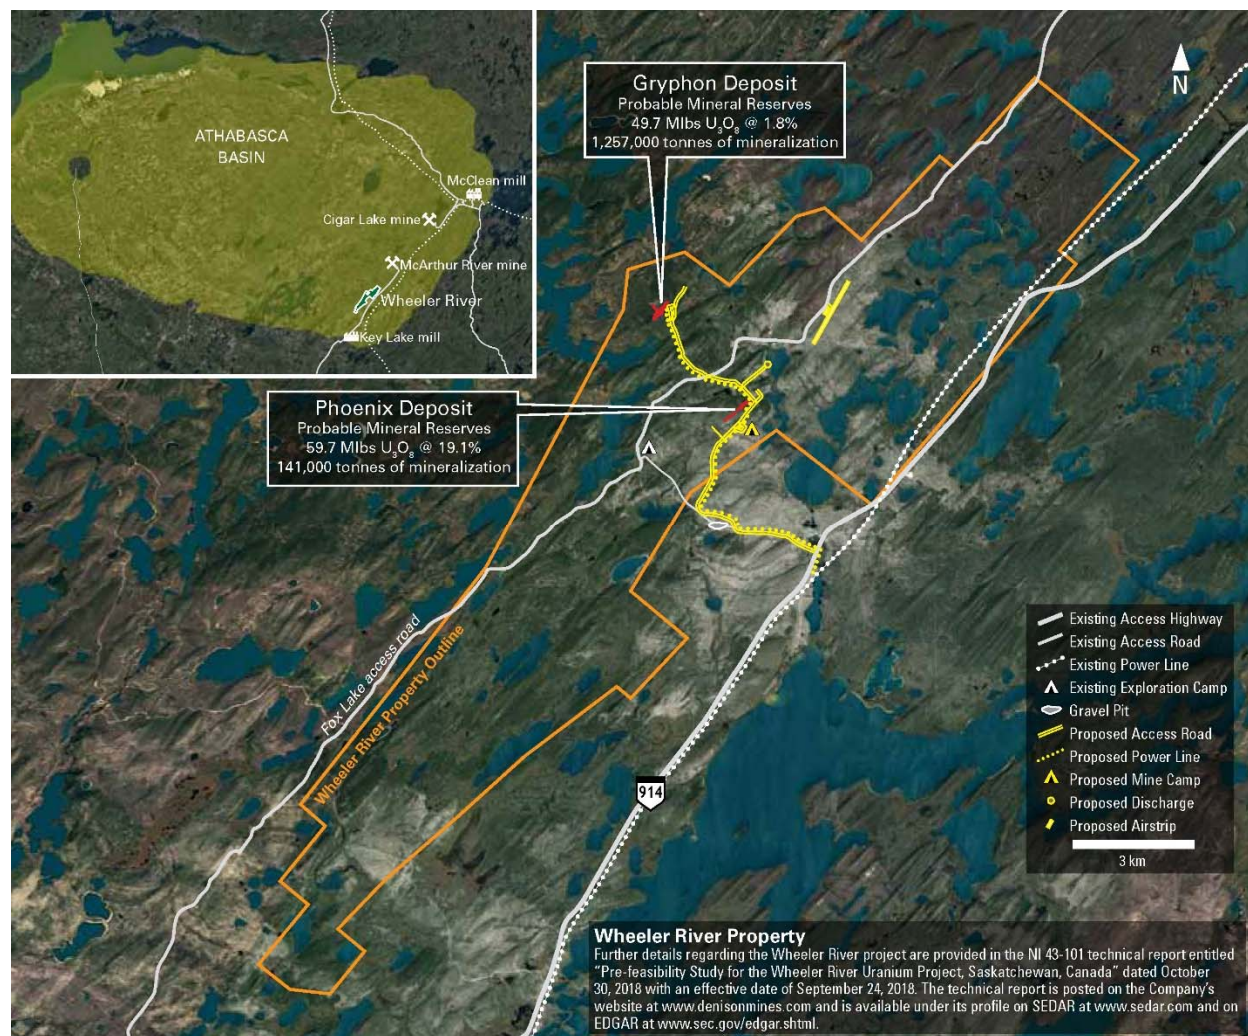 ATHABASCA
BASIN
McClean mill
Cigar Lake mine
McArthur River mine
Wheeler River
Key Lake mill
Gryphon Deposit
Probable Mineral Reserves
49.7 Mlbs U₃O₈ @ 1.8%
1,257,000 tonnes of mineralization
N
Phoenix Deposit
Probable Mineral Reserves
59.7 Mlbs U₃O₈ @ 19.1%
141,000 tonnes of mineralization
Fox Lake access road
Wheeler River Property Outline
914
Existing Access Highway
Existing Access Road
Existing Power Line
Existing Exploration Camp
Gravel Pit
Proposed Access Road
Proposed Power Line
Proposed Mine Camp
Proposed Discharge
Proposed Airstrip
3 km
Wheeler River Property
Further details regarding the Wheeler River project are provided in the NI 43-101 technical report entitled
"Pre-feasibility Study for the Wheeler River Uranium Project, Saskatchewan, Canada" dated October
30, 2018 with an effective date of September 24, 2018. The technical report is posted on the Company's
website at www.denisonmines.com and is available under its profile on SEDAR at www.sedar.com and on
EDGAR at www.sec.gov/edgar.shtml.